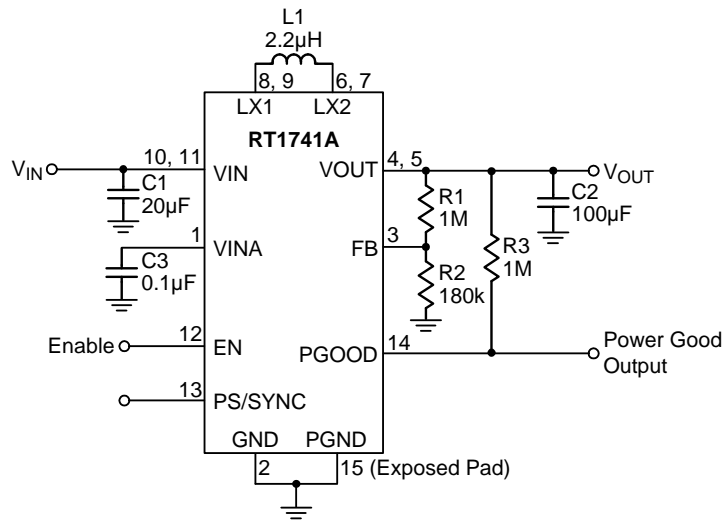 L1
2.2µH
8, 9
6, 7
LX1
LX2
RT1741A
VIN
10, 11
VIN
C1
20µF
1
VINA
C3
0.1µF
Enable
12
EN
13
PS/SYNC
GND
PGND
2
15 (Exposed Pad)
VOUT
4, 5
VOUT
R1
1M
C2
100µF
FB
3
R2
180k
R3
1M
PGOOD
14
Power Good
Output